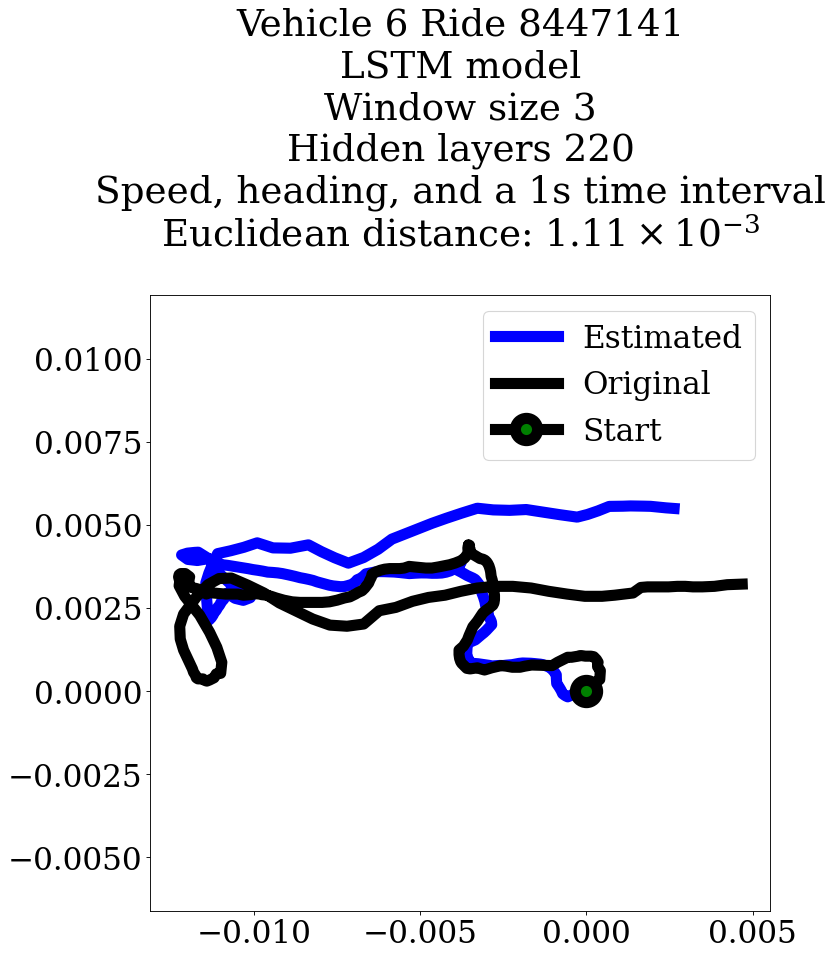 Vehicle 6 Ride 8447141
LSTM model
Window size 3
Hidden layers 220
Speed, heading, and a 1s time interval
Euclidean distance: 1.11 × 10⁻³
Estimated
Original
Start
0.0100
0.0075
0.0050
0.0025
0.0000
−0.0025
−0.0050
−0.010 −0.005 0.000 0.005